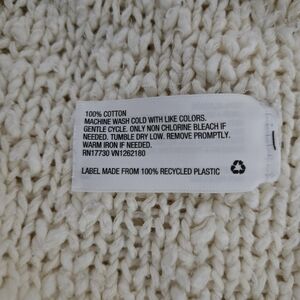 100% COTTON
MACHINE WASH COLD WITH LIKE COLORS.
GENTLE CYCLE. ONLY NON CHLORINE BLEACH IF
NEEDED. TUMBLE DRY LOW. REMOVE PROMPTLY.
WARM IRON IF NEEDED.
RN17730 VN1262180
LABEL MADE FROM 100% RECYCLED PLASTIC